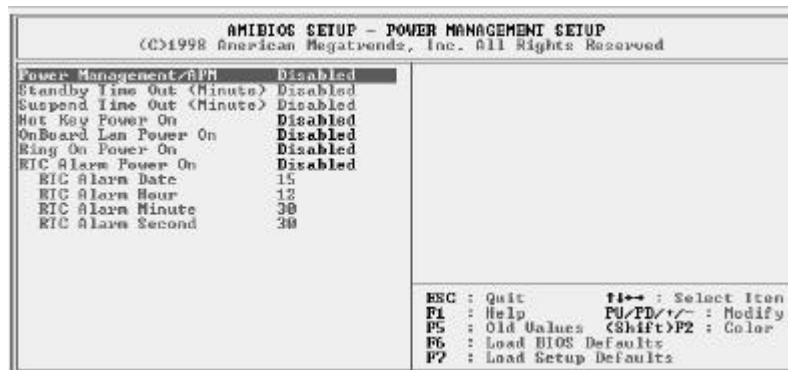 AMIBIOS SETUP - POWER MANAGEMENT SETUP
(C)1998 American Megatrends, Inc. All Rights Reserved
Power Management/APM Disabled
Standby Time Out (Minute) Disabled
Suspend Time Out (Minute) Disabled
Hot Key Power On Disabled
OnBoard Lan Power On Disabled
Ring On Power On Disabled
RTC Alarm Power On Disabled
RTC Alarm Date 15
RTC Alarm Hour 12
RTC Alarm Minute 30
RTC Alarm Second 30
ESC : Quit ↑↓←→ : Select Item
F1 : Help PU/PD/+/- : Modify
F5 : Old Values (Shift)F2 : Color
F6 : Load BIOS Defaults
F7 : Load Setup Defaults